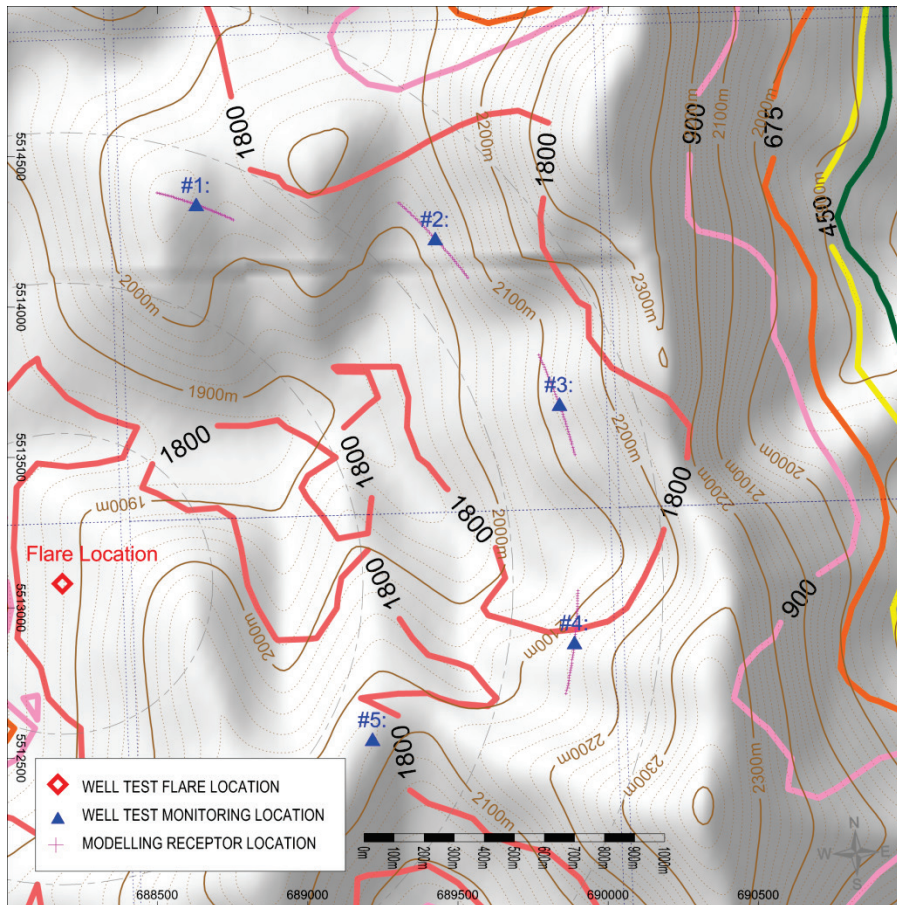 1800
2200m
900
2000m
2100m
2000m
675
1800
5514500
#1:
#2:
450
2000m
2100m
2300m
5514000
1900m
#3:
1800
1800
2200m
5513500
1900m
1800
2000m
1800
2200m
2100m
2000m
Flare Location
1800
900
5513000
2000m
2100m
#4:
#5:
1800
2200m
2300m
2300m
5512500
2100m
WELL TEST FLARE LOCATION
WELL TEST MONITORING LOCATION
MODELLING RECEPTOR LOCATION
0m
100m
200m
300m
400m
500m
600m
700m
800m
900m
1000m
N
W
E
S
688500
689000
689500
690000
690500